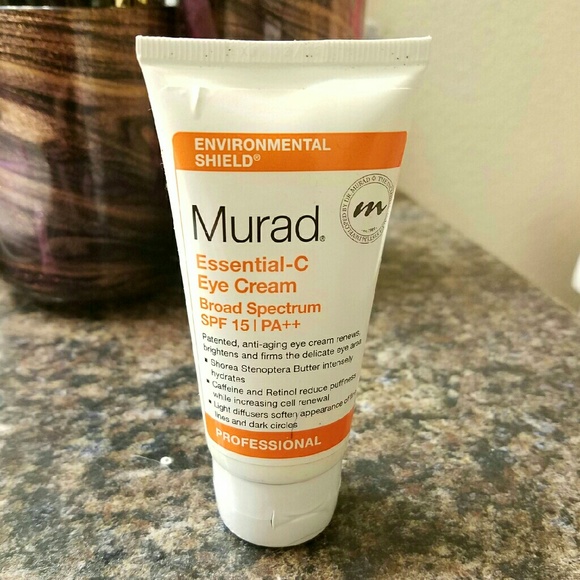 ENVIRONMENTAL
SHIELD®
Murad®
m
Essential-C
Eye Cream
Broad Spectrum
SPF 15 | PA++
Patented, anti-aging eye cream renews,
brightens and firms the delicate eye area
• Shorea Stenoptera Butter intensely
hydrates
• Caffeine and Retinol reduce puffiness
while increasing cell renewal
• Light diffusers soften appearance of
lines and dark circles
PROFESSIONAL